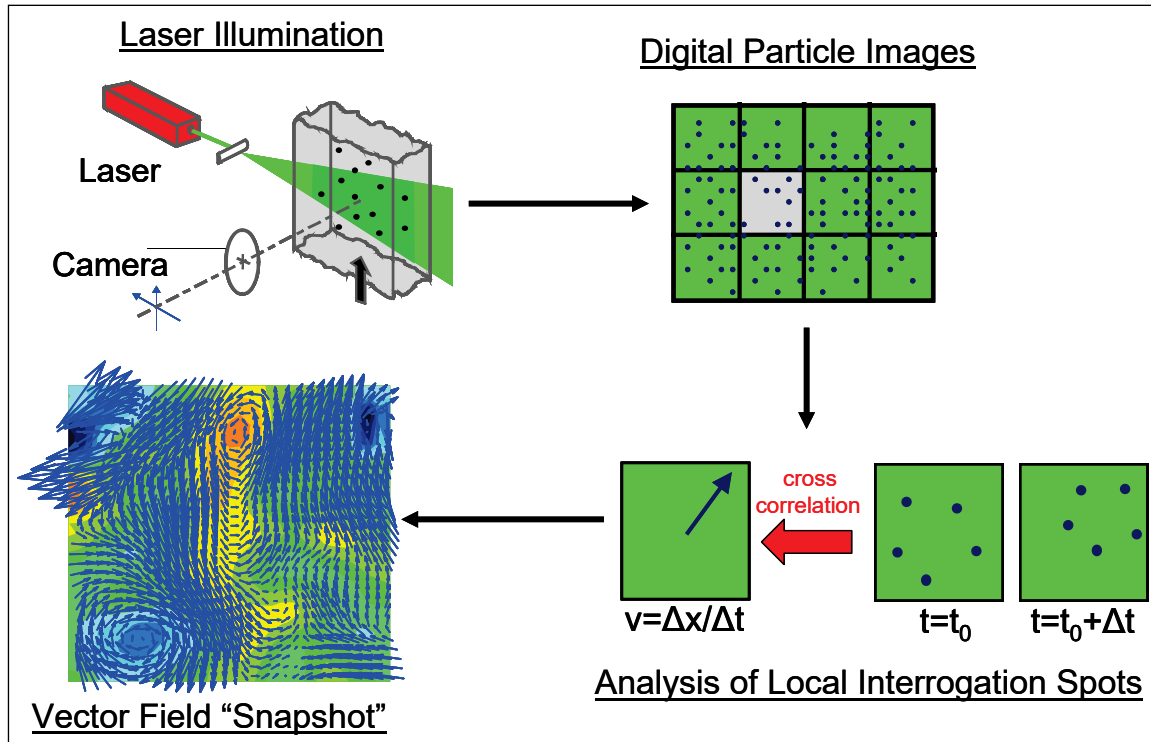 Laser Illumination
Digital Particle Images
Laser
Camera
cross
correlation
v=Δx/Δt
t=t₀
t=t₀+Δt
Analysis of Local Interrogation Spots
Vector Field “Snapshot”